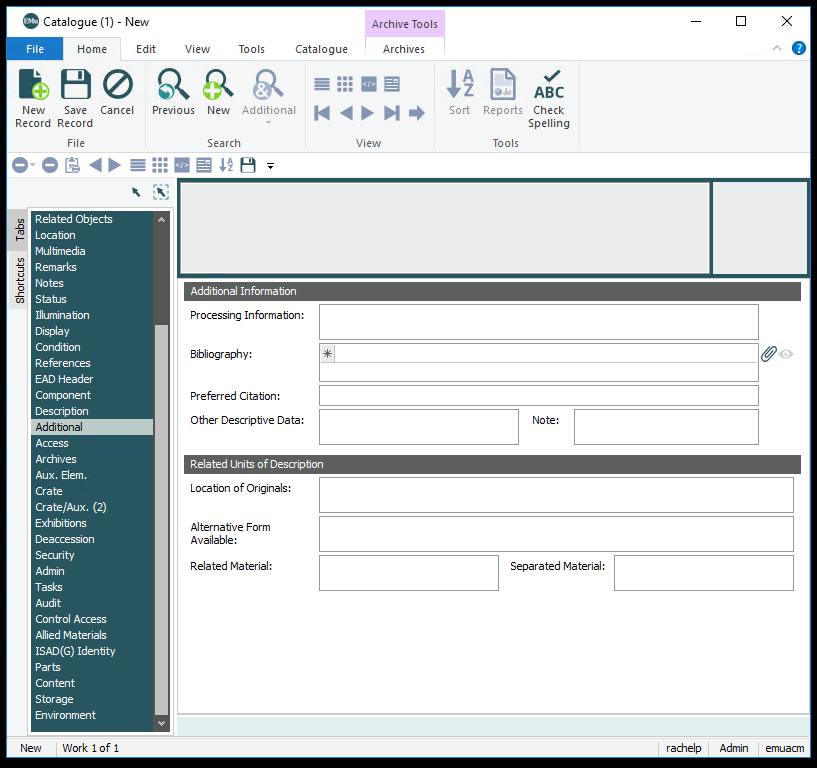 EMu Catalogue (1) - New
Archive Tools
File Home Edit View Tools Catalogue Archives
?
New Record
Save Record
Cancel
File
Previous
New
Additional
Search
View
A
Z
Sort
Reports
ABC
Check Spelling
Tools
Tabs
Shortcuts
Related Objects
Location
Multimedia
Remarks
Notes
Status
Illumination
Display
Condition
References
EAD Header
Component
Description
Additional
Access
Archives
Aux. Elem.
Crate
Crate/Aux. (2)
Exhibitions
Deaccession
Security
Admin
Tasks
Audit
Control Access
Allied Materials
ISAD(G) Identity
Parts
Content
Storage
Environment
Additional Information
Processing Information:
Bibliography:
Preferred Citation:
Other Descriptive Data:
Note:
Related Units of Description
Location of Originals:
Alternative Form
Available:
Related Material:
Separated Material:
New
Work 1 of 1
rachelp
Admin
emuacm